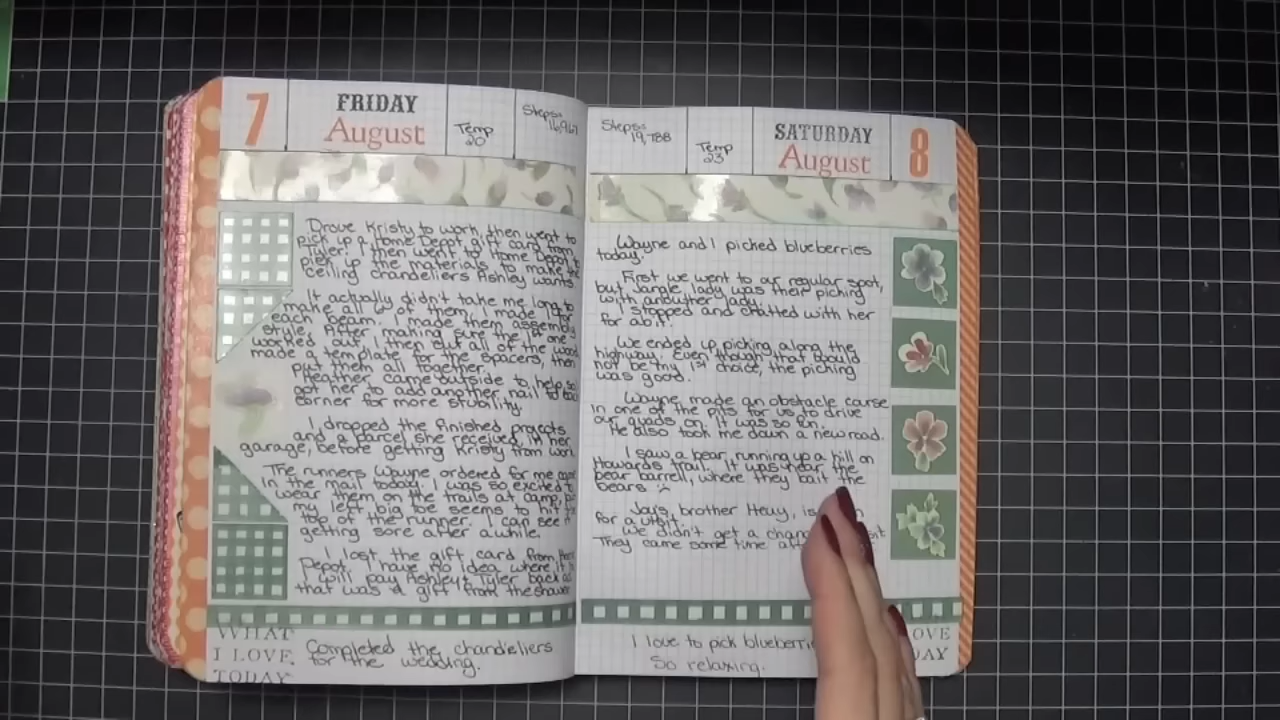 7
FRIDAY
August
Temp
20
Steps:
Drove Kristy to work, then went to
pick up a Home Depot gift card from
Tyler. I then went to Home Depot to
pick up the materials to make the
ceiling chandeliers Ashley wants.
It actually didn't take me long to
make all 6 of them. I made 1 for
each beam. I made them assembly
style. After making sure the 1st one
worked out, I then cut all of the wood
made a template for the spacers, then
put them all together.
Heather came outside to help, so I
got her to add another nail to each
corner for more stability.
I dropped the finished projects
and a parcel she received, in her
garage, before getting Kristy from work.
The runners Wayne ordered for me
in the mail today. I was so excited to
wear them on the trails at camp, but
my left big toe seems to hit
top of the runner. I can see it
getting sore after a while.
I lost the gift card from
Depot. I have no idea where it
I will pay Ashley & Tyler back as
that was a gift from the shower
WHAT
I LOVE
TODAY
Completed the chandeliers
for the wedding.
Steps:
19,788
Temp
23
SATURDAY
August
8
Wayne and I picked blueberries
today.
First we went to our regular spot,
but Jargie lady was their picking
with anouther lady.
I stopped and chatted with her
for abit.
We ended up picking along the
highway. Even though that would
not be my 1st choice, the picking
was good.
Wayne made an obstacle carse
in one of the pits for us to drive
our quads on. It was so fun.
He also took me down a new road.
I saw a bear, running up a hill on
Howards trail. It was near the
bear barrell, where they bait the
bears :(
brother
for a
We didn't get a
They came some time
I love to pick
So relaxing.
OVE
DAY